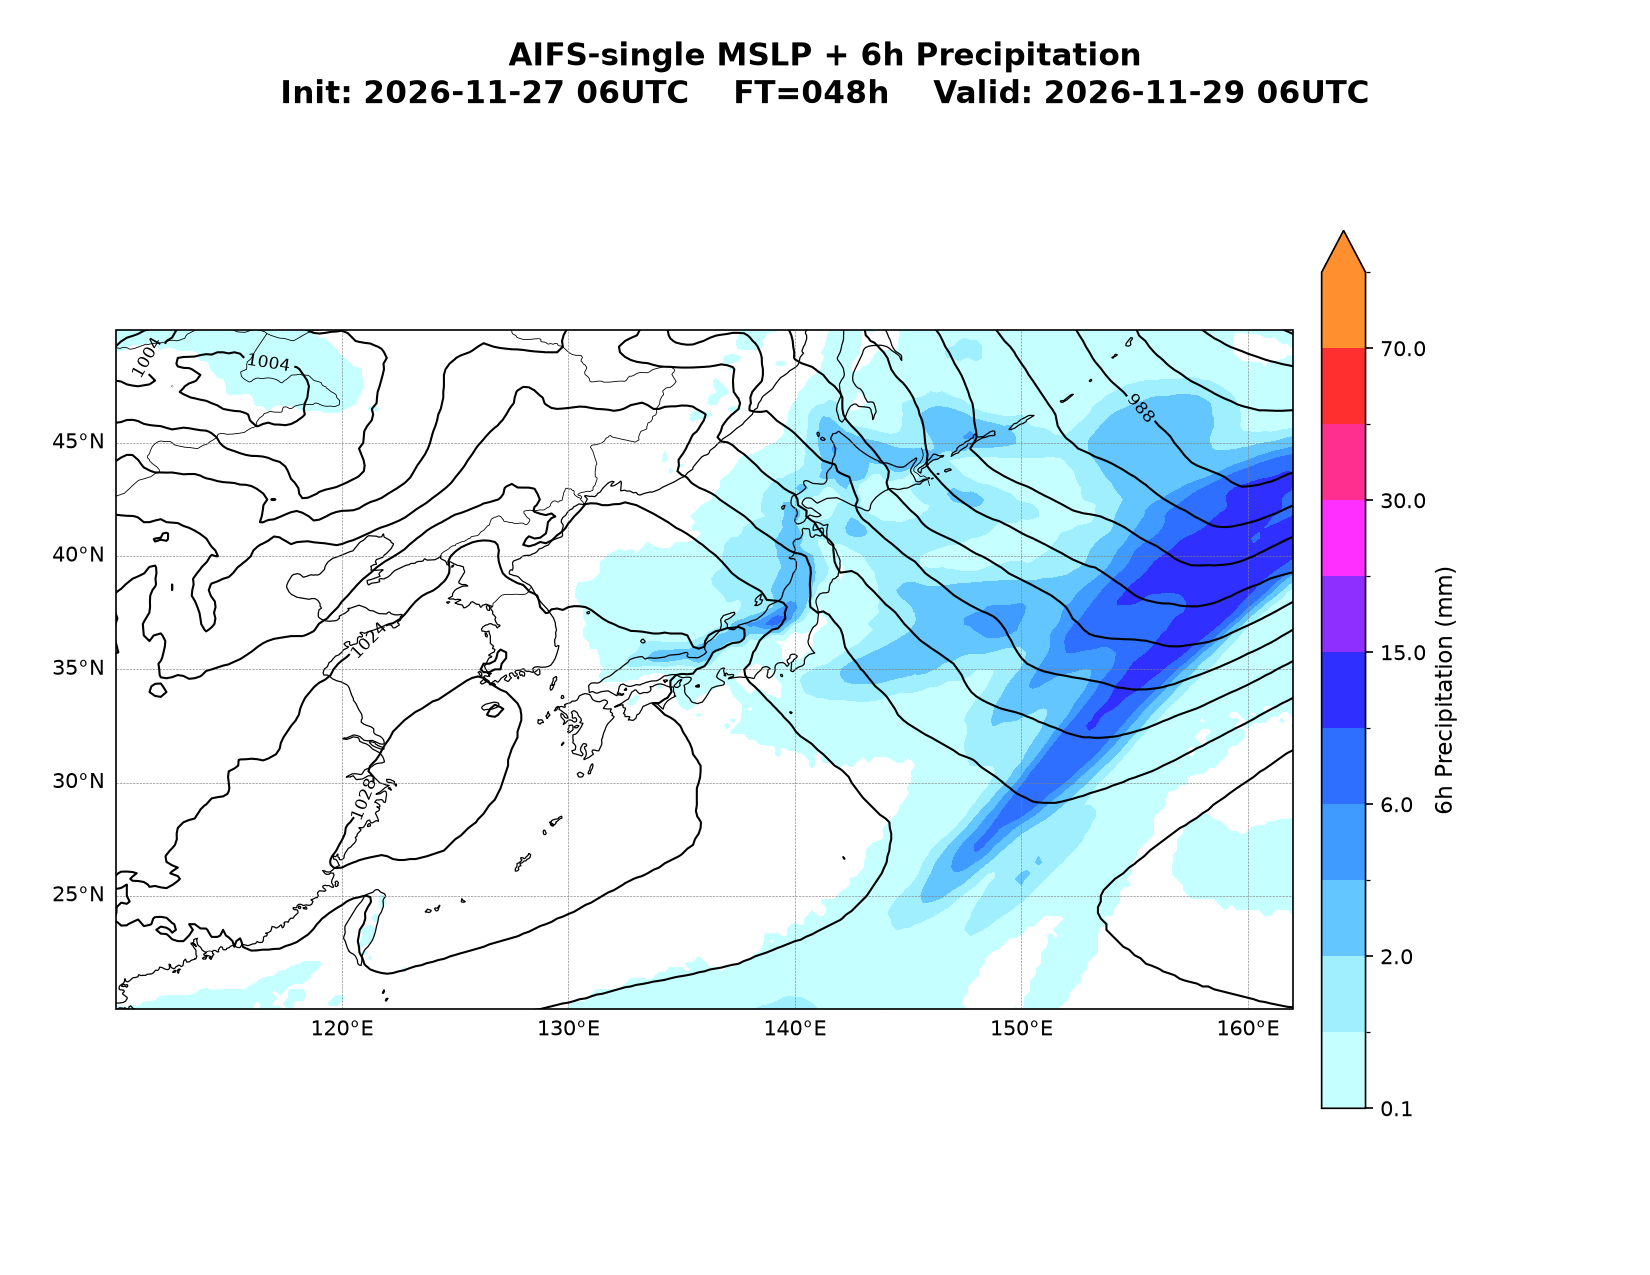 AIFS-single MSLP + 6h Precipitation
Init: 2026-11-27 06UTC    FT=048h    Valid: 2026-11-29 06UTC
1004
1004
988
1024
1028
45°N
40°N
35°N
30°N
25°N
120°E
130°E
140°E
150°E
160°E
70.0
30.0
15.0
6.0
2.0
0.1
6h Precipitation (mm)